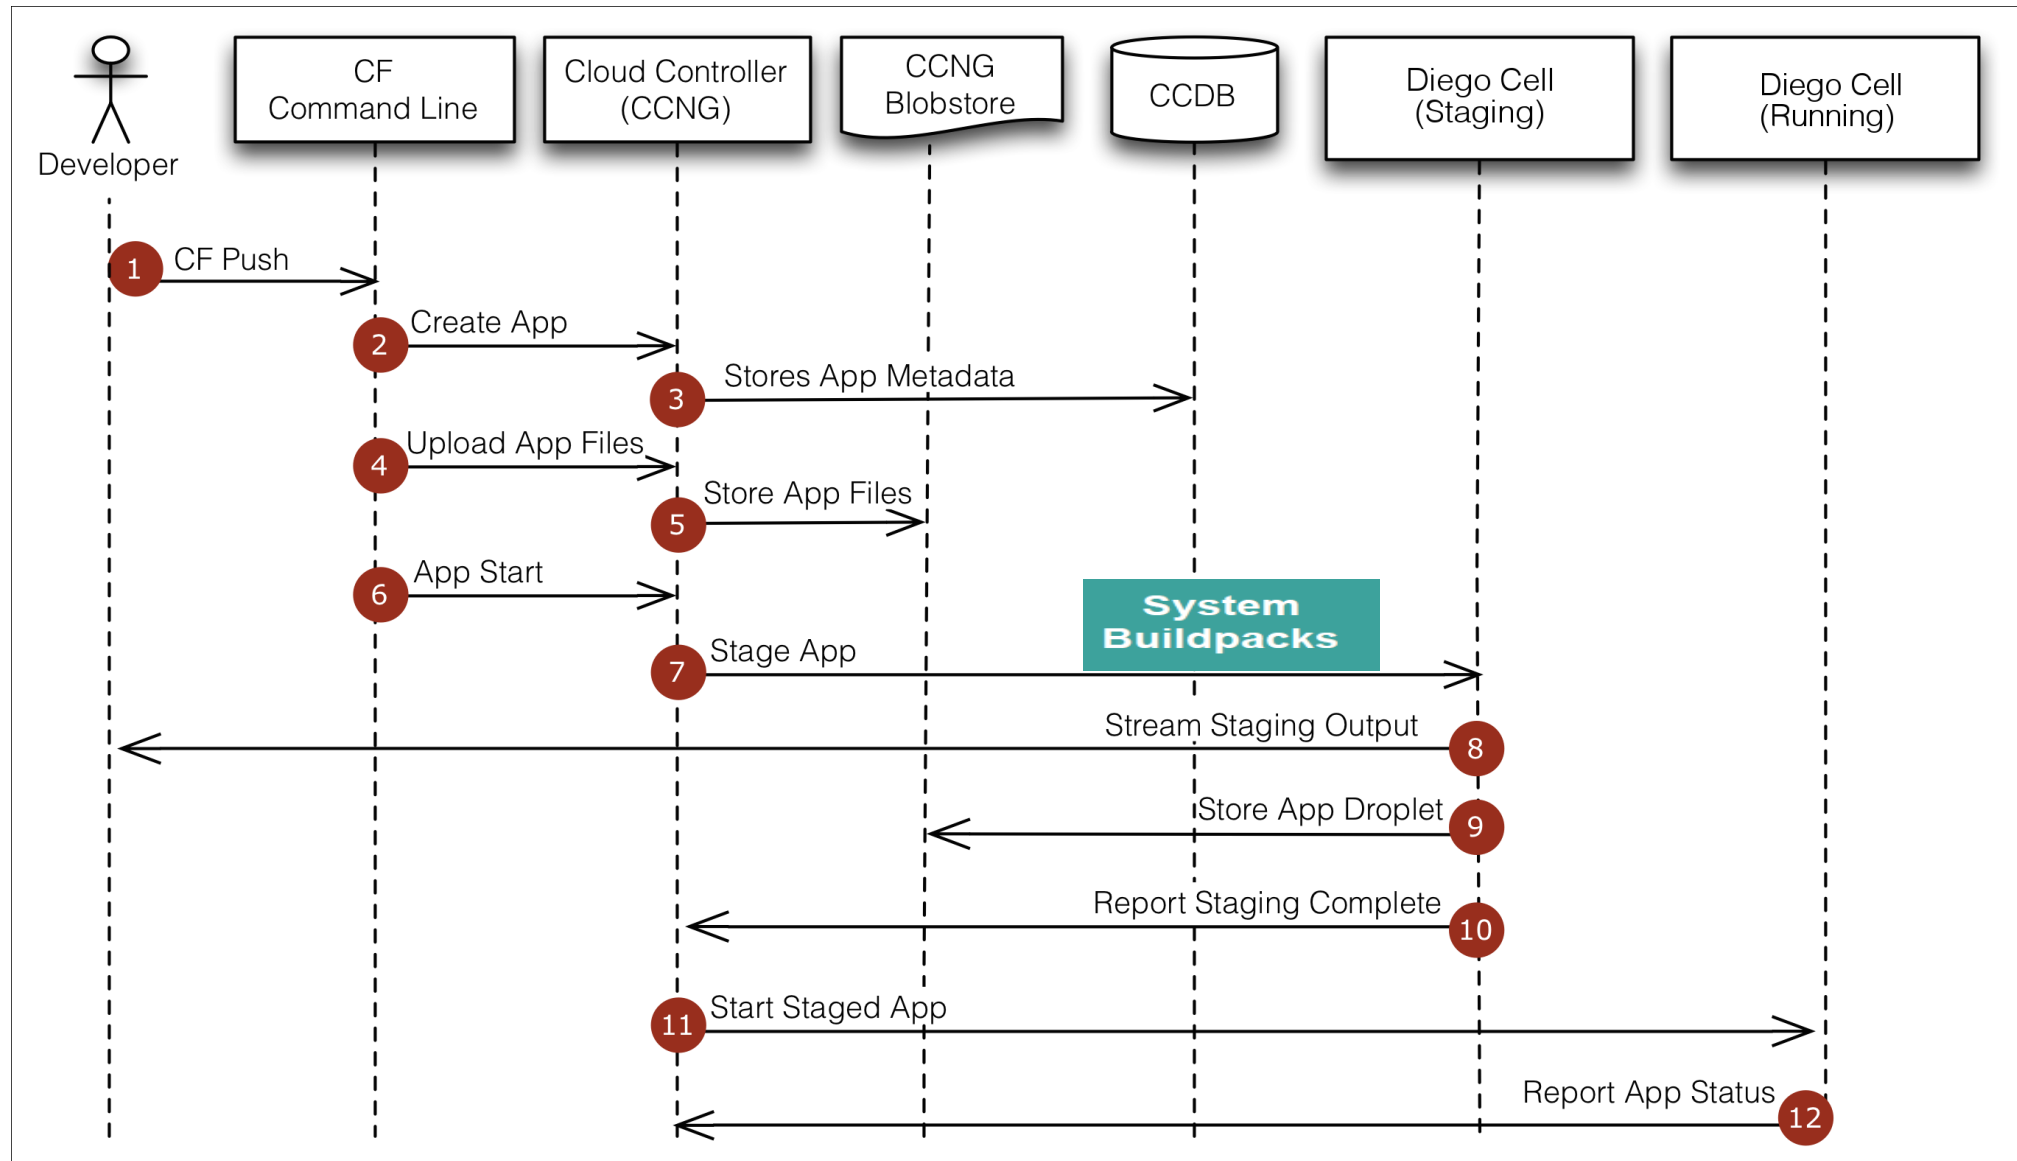 Developer
CF
Command Line
Cloud Controller
(CCNG)
CCNG
Blobstore
CCDB
Diego Cell
(Staging)
Diego Cell
(Running)
1
CF Push
2
Create App
3
Stores App Metadata
4
Upload App Files
5
Store App Files
6
App Start
System
Buildpacks
7
Stage App
Stream Staging Output
8
Store App Droplet
9
Report Staging Complete
10
11
Start Staged App
Report App Status
12